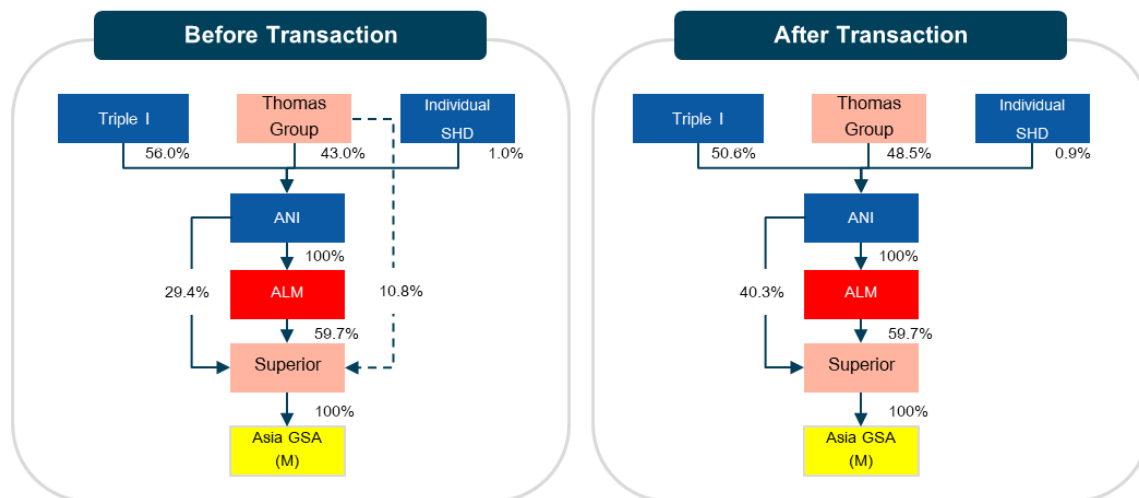 Before Transaction
Triple I
Thomas
Group
Individual
SHD
56.0%
43.0%
1.0%
ANI
100%
29.4%
ALM
10.8%
59.7%
Superior
100%
Asia GSA
(M)
After Transaction
Triple I
Thomas
Group
Individual
SHD
50.6%
48.5%
0.9%
ANI
100%
40.3%
ALM
59.7%
Superior
100%
Asia GSA
(M)